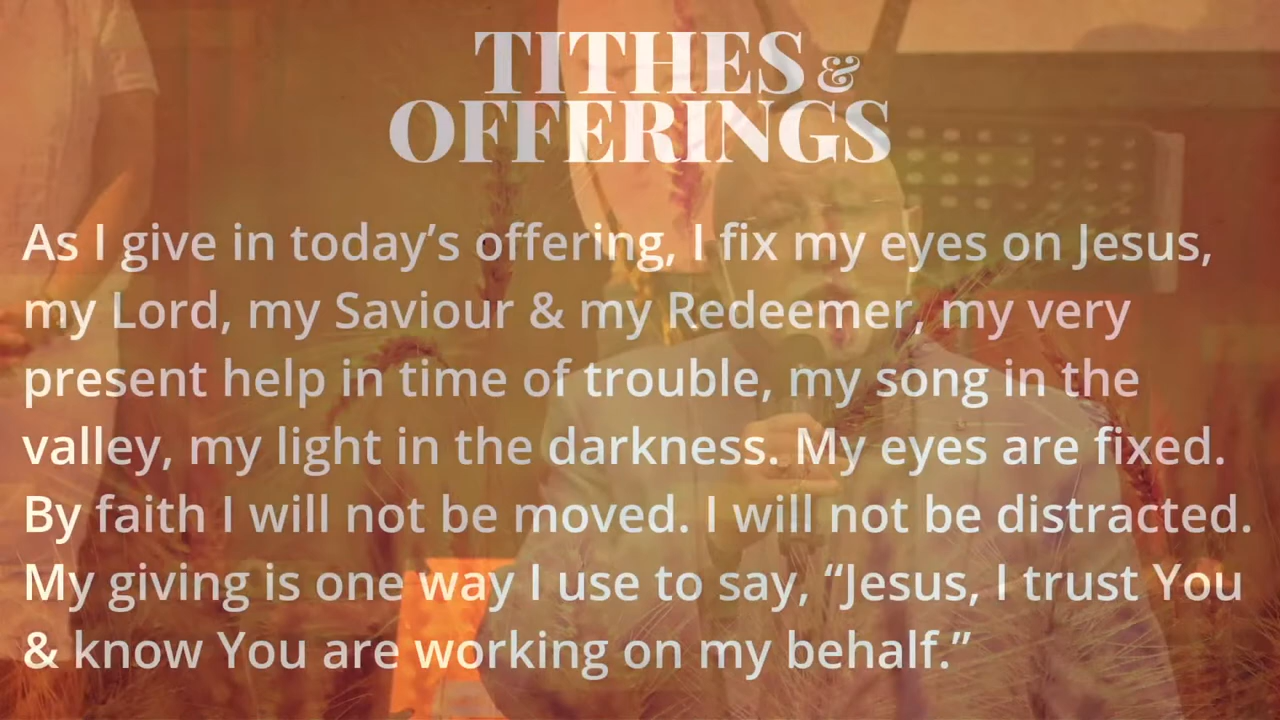 TITHES &
OFFERINGS
As I give in today’s offering, I fix my eyes on Jesus,
my Lord, my Saviour & my Redeemer, my very
present help in time of trouble, my song in the
valley, my light in the darkness. My eyes are fixed.
By faith I will not be moved. I will not be distracted.
My giving is one way I use to say, “Jesus, I trust You
& know You are working on my behalf.”